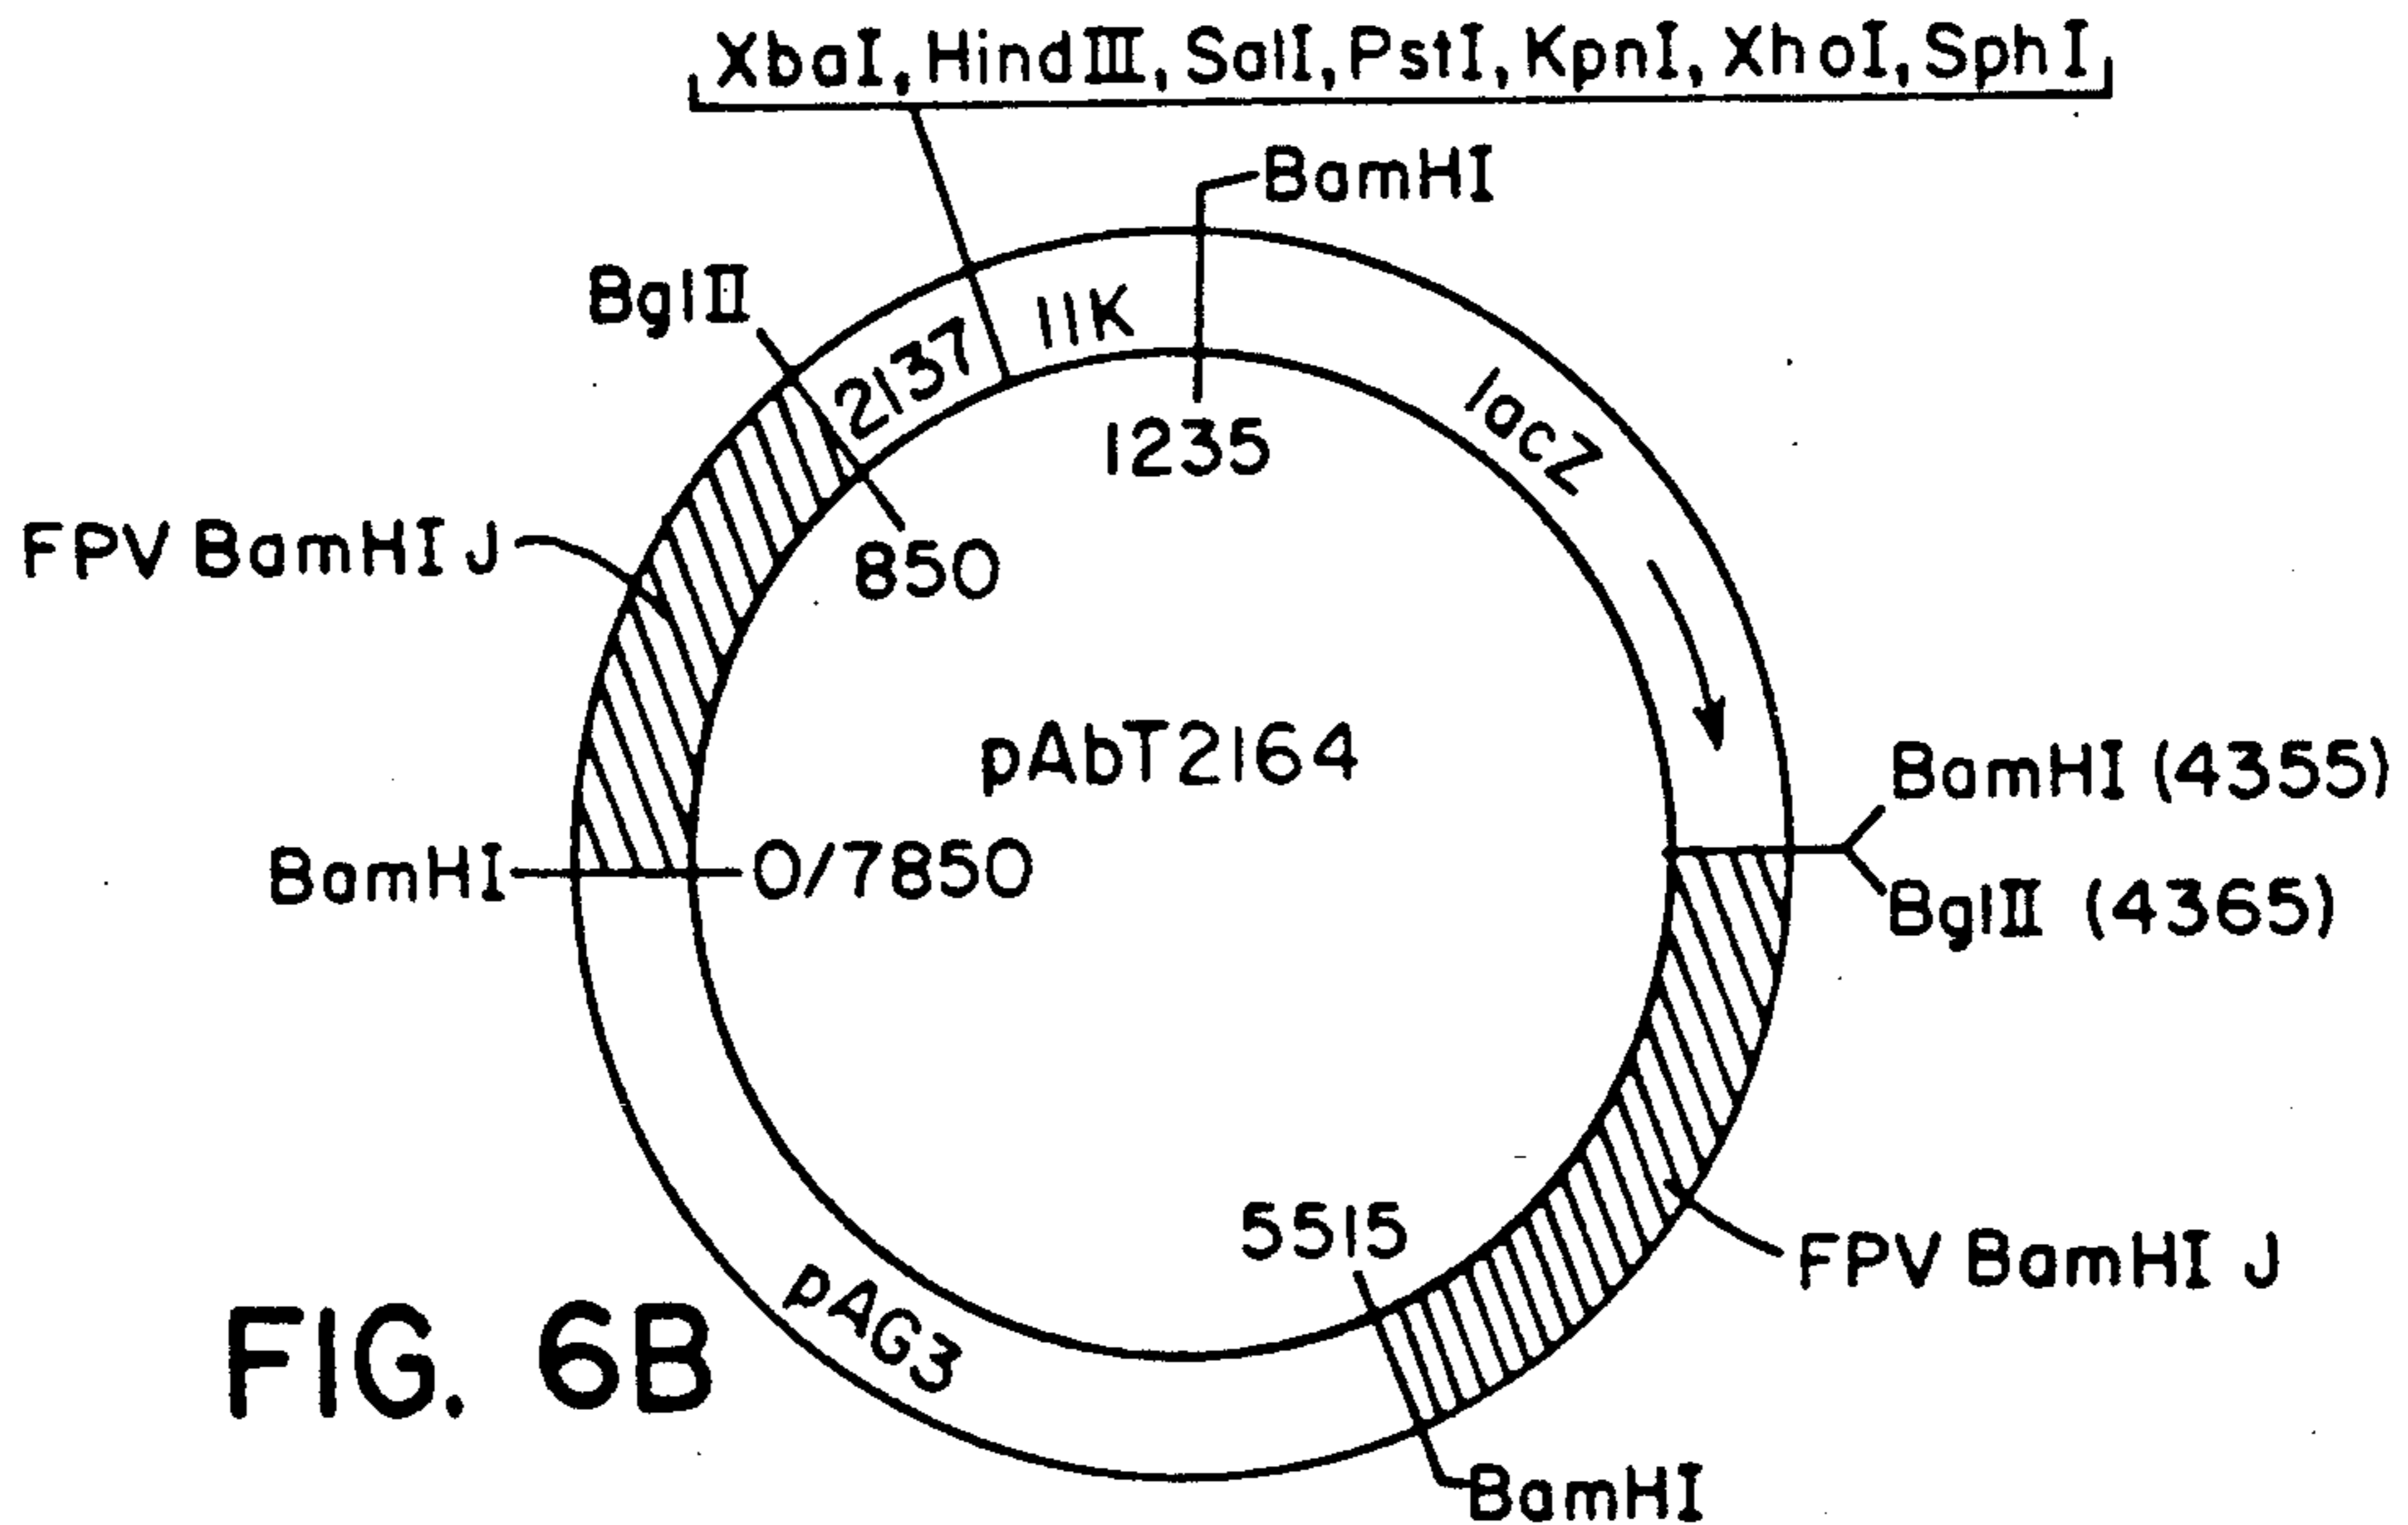 XbaI, HindIII, SalI, PstI, KpnI, XhoI, SphI
BamHI
BglII
2137
11K
lacZ
1235
850
FPV BamHI J
pAbT2164
BamHI (4355)
BamHI
0/7850
BglII (4365)
5515
FPV BamHI J
pAG3
FIG. 6B
BamHI